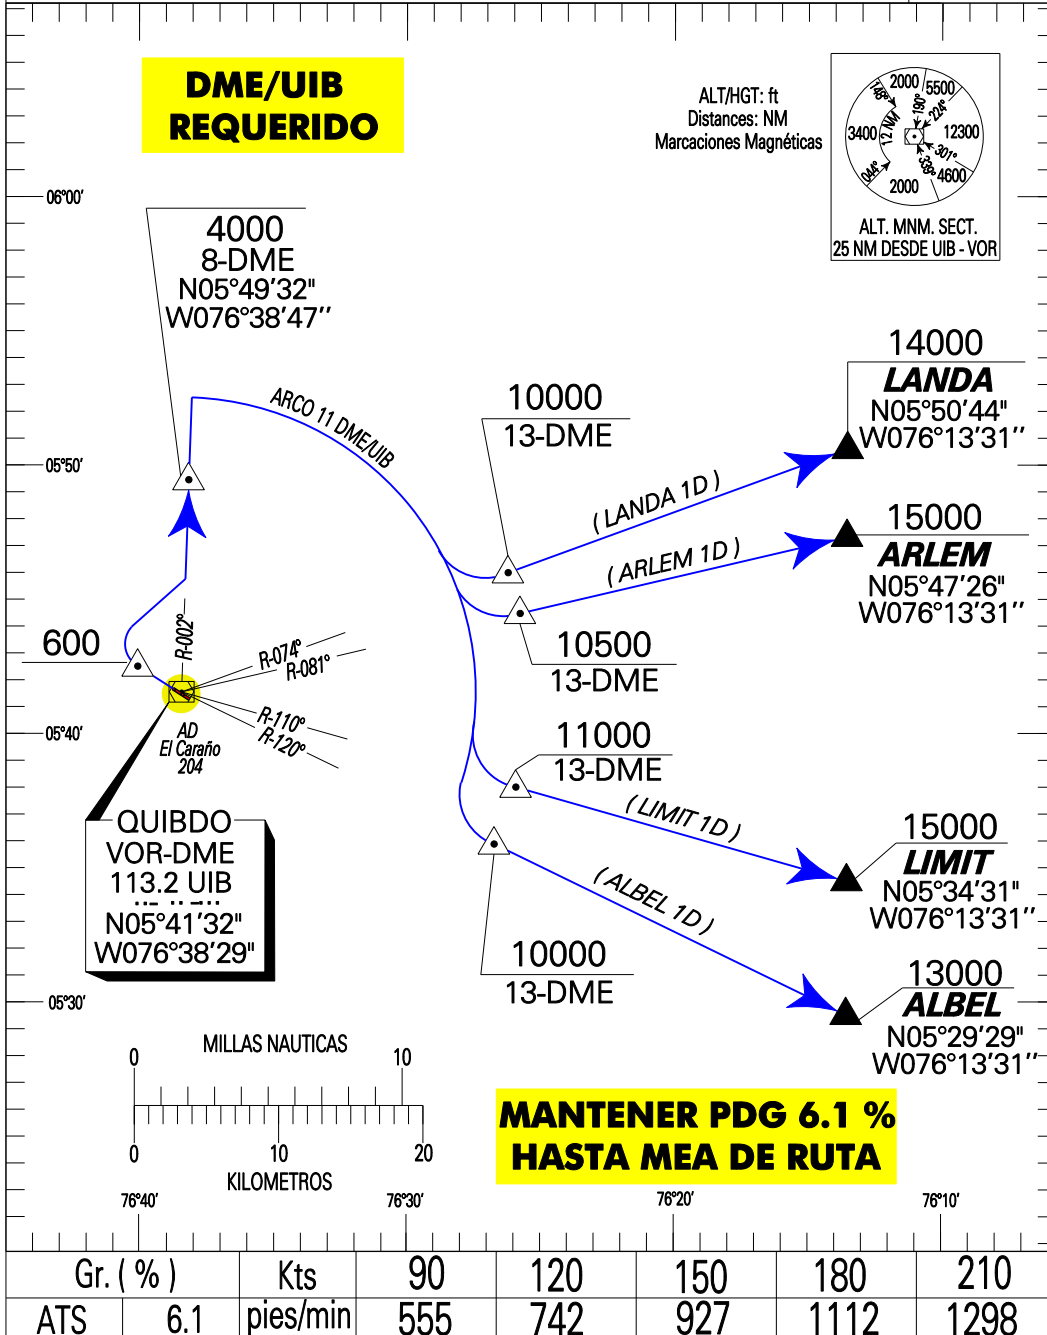 DME/UIB
REQUERIDO
ALT/HGT: ft
Distances: NM
Marcaciones Magnéticas
148°
2000
5500
190°
224°
3400
12 NM
12300
301°
339°
044°
4600
2000
ALT. MNM. SECT.
25 NM DESDE UIB - VOR
06°00'
4000
8-DME
N05°49'32"
W076°38'47''
14000
LANDA
N05°50'44"
W076°13'31''
ARCO 11 DME/UIB
10000
13-DME
05°50'
( LANDA 1D )
15000
ARLEM
N05°47'26"
W076°13'31''
( ARLEM 1D )
600
R-002°
R-074°
R-081°
10500
13-DME
R-110°
R-120°
05°40'
AD
El Caraño
204
11000
13-DME
QUIBDO
VOR-DME
113.2 UIB
N05°41'32"
W076°38'29"
( LIMIT 1D )
15000
LIMIT
N05°34'31"
W076°13'31''
( ALBEL 1D )
10000
13-DME
13000
ALBEL
N05°29'29"
W076°13'31''
05°30'
MILLAS NAUTICAS
0 10
0 10 20
KILOMETROS
MANTENER PDG 6.1 %
HASTA MEA DE RUTA
76°40' 76°30' 76°20' 76°10'
Gr. ( % ) Kts 90 120 150 180 210
ATS 6.1 pies/min 555 742 927 1112 1298